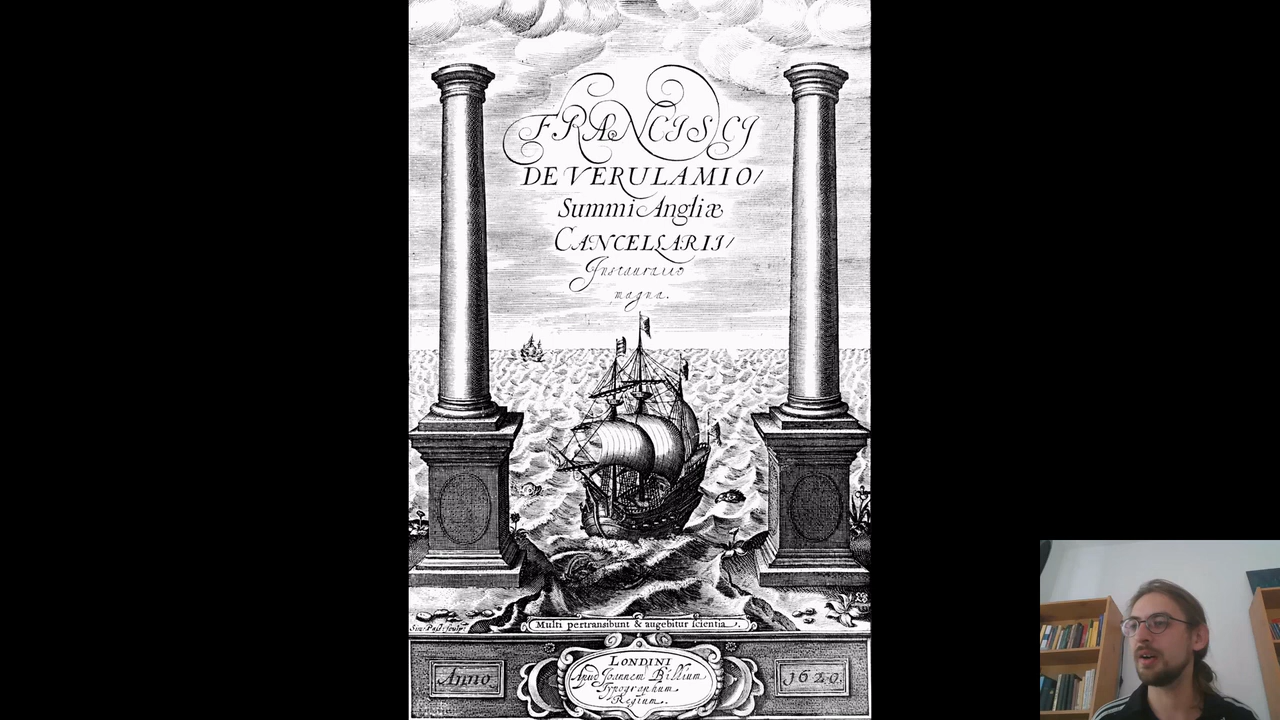 FRANCISCI
DE VERULAMIO/
Summi Angliæ
CANCELLARII/
Instauratio
magna.
Multi pertransibunt & augebitur scientia.
Anno
LONDINI
Apud Joannem Billium
Typographum
Regium.
1620.